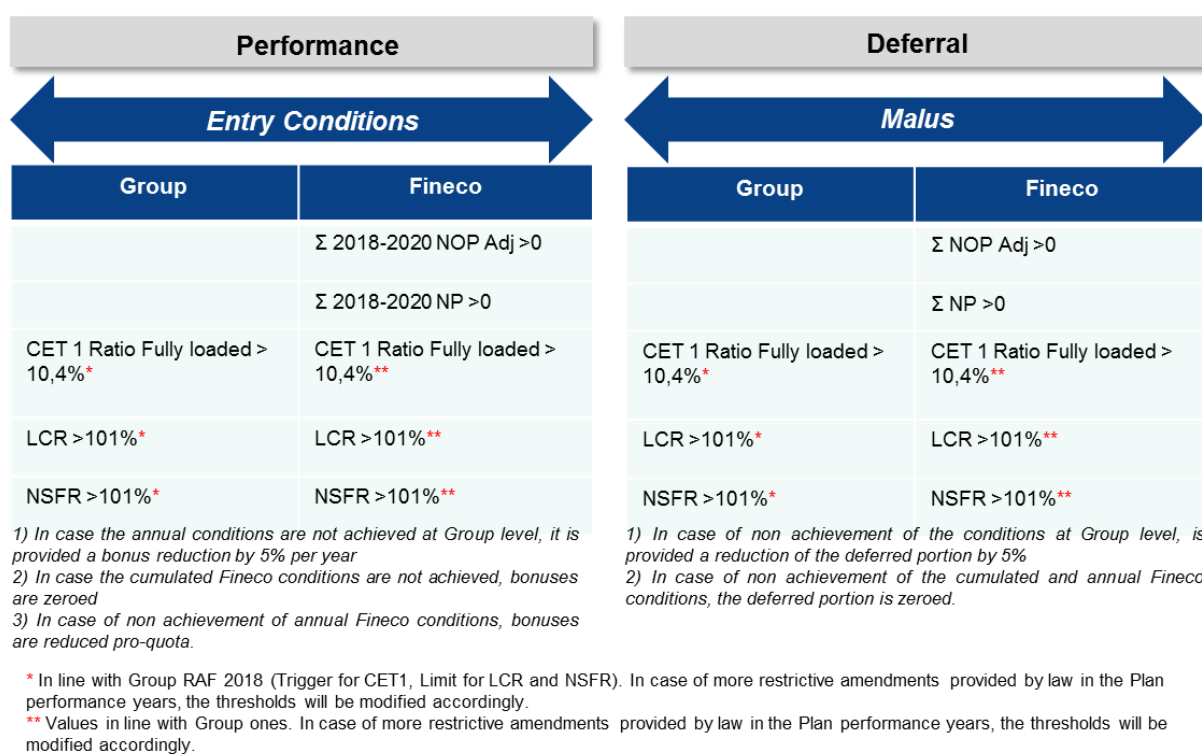 Performance
Entry Conditions
Group Fineco
Σ 2018-2020 NOP Adj >0
Σ 2018-2020 NP >0
CET 1 Ratio Fully loaded > CET 1 Ratio Fully loaded >
10,4%* 10,4%**
LCR >101%* LCR >101%**
NSFR >101%* NSFR >101%**
1) In case the annual conditions are not achieved at Group level, it is
provided a bonus reduction by 5% per year
2) In case the cumulated Fineco conditions are not achieved, bonuses
are zeroed
3) In case of non achievement of annual Fineco conditions, bonuses
are reduced pro-quota.
Deferral
Malus
Group Fineco
Σ NOP Adj >0
Σ NP >0
CET 1 Ratio Fully loaded > CET 1 Ratio Fully loaded >
10,4%* 10,4%**
LCR >101%* LCR >101%**
NSFR >101%* NSFR >101%**
1) In case of non achievement of the conditions at Group level, is
provided a reduction of the deferred portion by 5%
2) In case of non achievement of the cumulated and annual Fineco
conditions, the deferred portion is zeroed.
* In line with Group RAF 2018 (Trigger for CET1, Limit for LCR and NSFR). In case of more restrictive amendments provided by law in the Plan
performance years, the thresholds will be modified accordingly.
** Values in line with Group ones. In case of more restrictive amendments provided by law in the Plan performance years, the thresholds will be
modified accordingly.